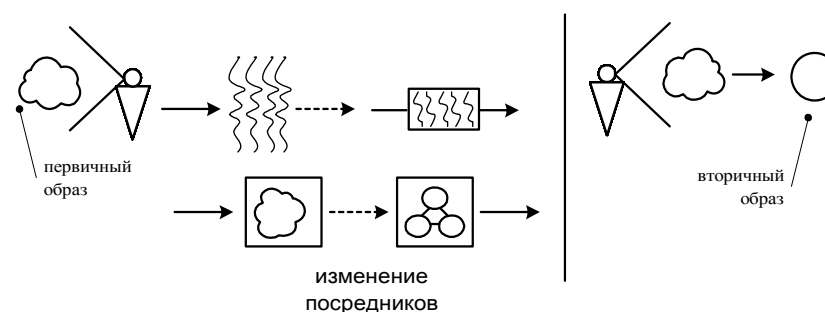 первичный
образ
вторичный
образ
изменение
посредников